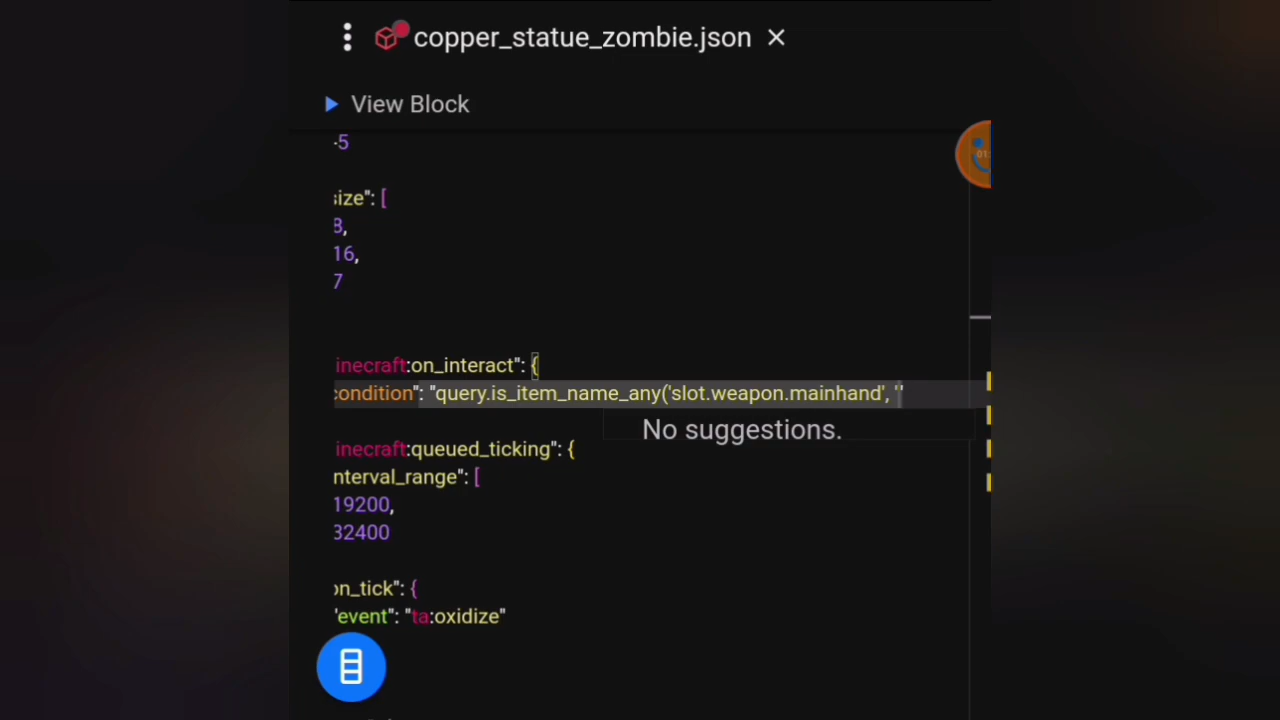 copper_statue_zombie.json
View Block
-5
size": [
8,
16,
7
inecraft:on_interact": {
condition": "query.is_item_name_any('slot.weapon.mainhand', ''
No suggestions.
inecraft:queued_ticking": {
nterval_range": [
19200,
32400
on_tick": {
"event": "ta:oxidize"